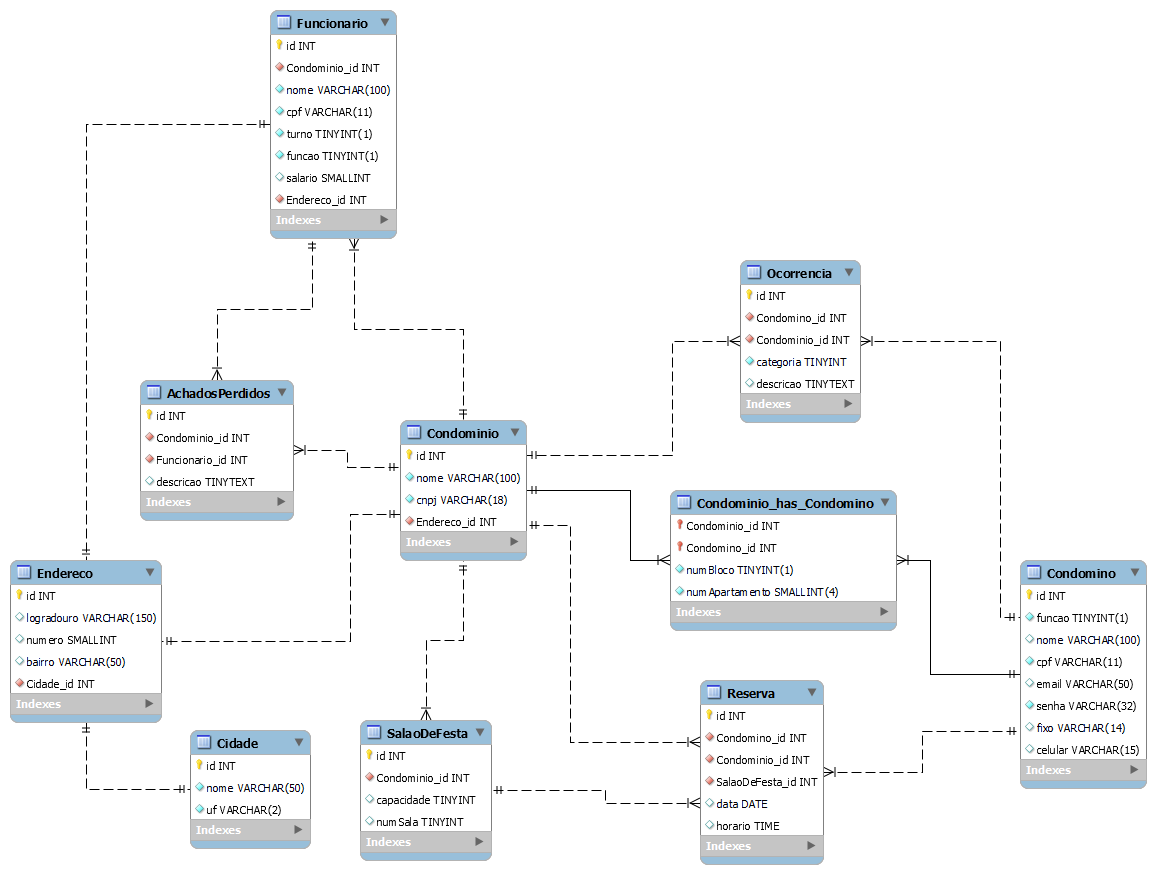 Funcionario
id INT
Condominio_id INT
nome VARCHAR(100)
cpf VARCHAR(11)
turno TINYINT(1)
funcao TINYINT(1)
salario SMALLINT
Endereco_id INT
Indexes
Ocorrencia
id INT
Condomino_id INT
Condominio_id INT
categoria TINYINT
descricao TINYTEXT
Indexes
AchadosPerdidos
id INT
Condominio_id INT
Funcionario_id INT
descricao TINYTEXT
Indexes
Condominio
id INT
nome VARCHAR(100)
cnpj VARCHAR(18)
Endereco_id INT
Indexes
Condominio_has_Condomino
Condominio_id INT
Condomino_id INT
numBloco TINYINT(1)
numApartamento SMALLINT(4)
Indexes
Endereco
id INT
logradouro VARCHAR(150)
numero SMALLINT
bairro VARCHAR(50)
Cidade_id INT
Indexes
Condomino
id INT
funcao TINYINT(1)
nome VARCHAR(100)
cpf VARCHAR(11)
email VARCHAR(50)
senha VARCHAR(32)
fixo VARCHAR(14)
celular VARCHAR(15)
Indexes
Cidade
id INT
nome VARCHAR(50)
uf VARCHAR(2)
Indexes
SalaoDeFesta
id INT
Condominio_id INT
capacidade TINYINT
numSala TINYINT
Indexes
Reserva
id INT
Condomino_id INT
Condominio_id INT
SalaoDeFesta_id INT
data DATE
horario TIME
Indexes